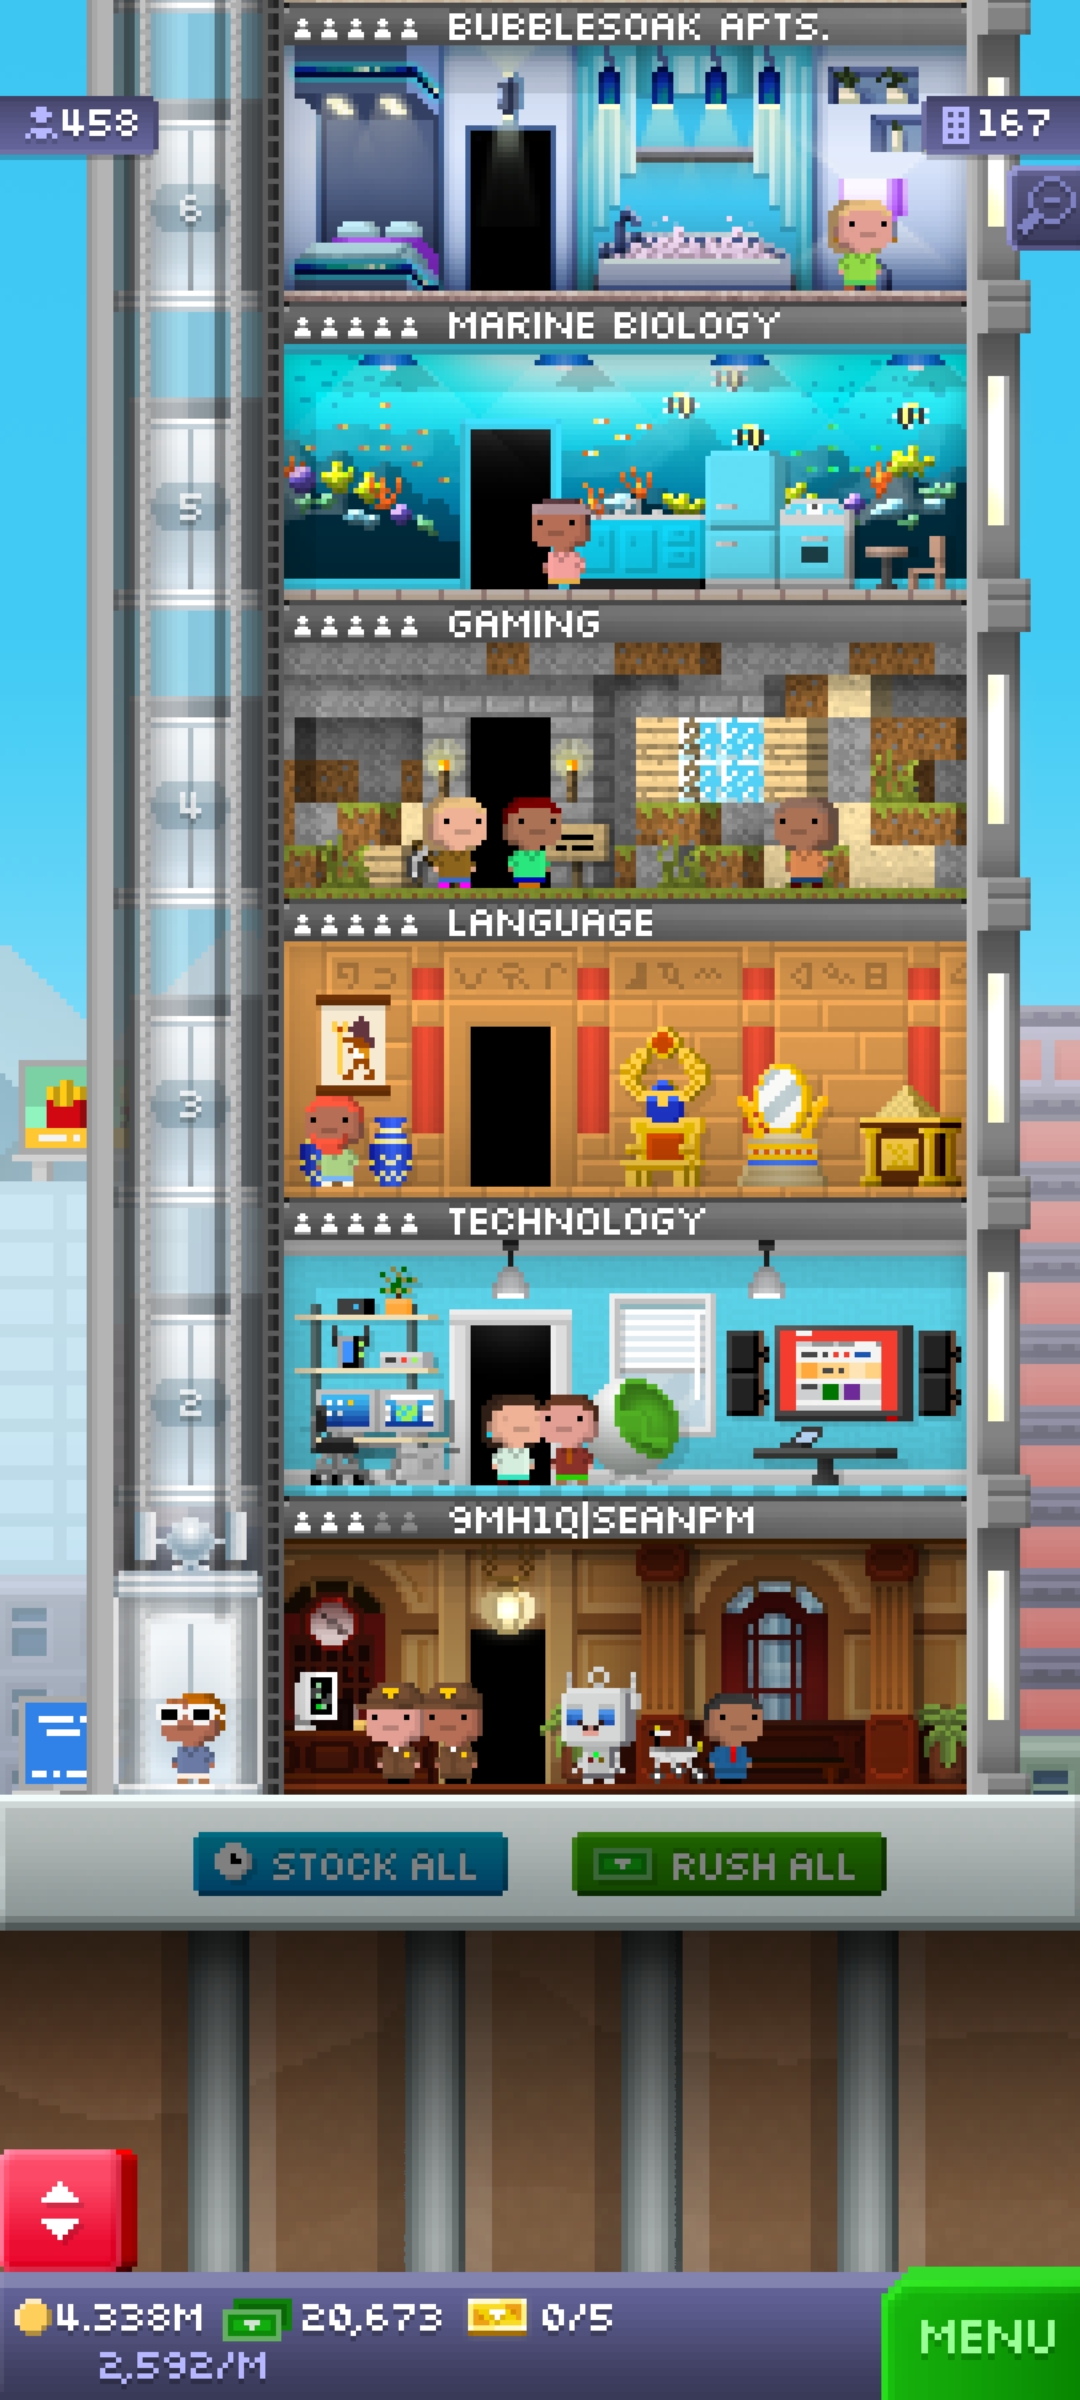 BUBBLESOAK APTS.
458
167
6
MARINE BIOLOGY
5
GAMING
4
LANGUAGE
3
TECHNOLOGY
2
9MH1Q|SEANPM
STOCK ALL
RUSH ALL
4.338M
20,673
0/5
2,592/M
MENU